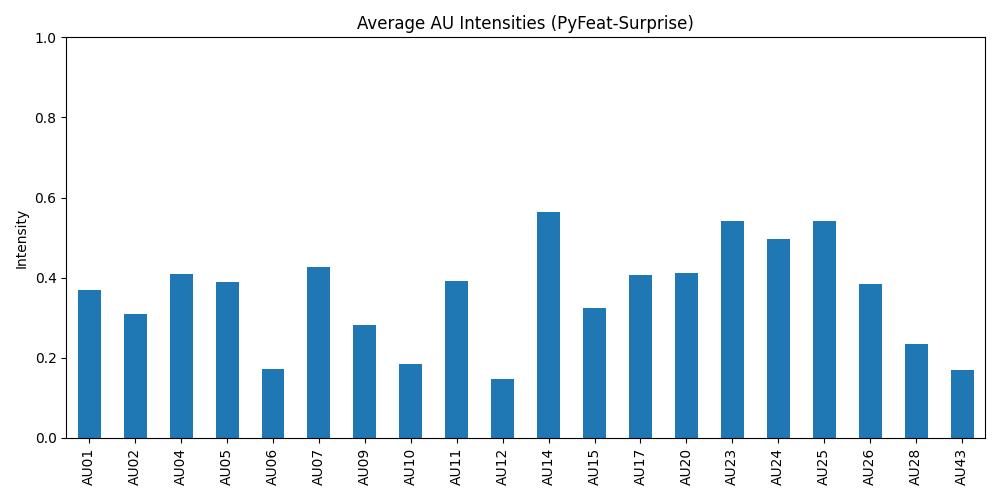 Average AU Intensities (PyFeat-Surprise)
1.0
0.8
0.6
0.4
0.2
0.0
Intensity
AU01 AU02 AU04 AU05 AU06 AU07 AU09 AU10 AU11 AU12 AU14 AU15 AU17 AU20 AU23 AU24 AU25 AU26 AU28 AU43